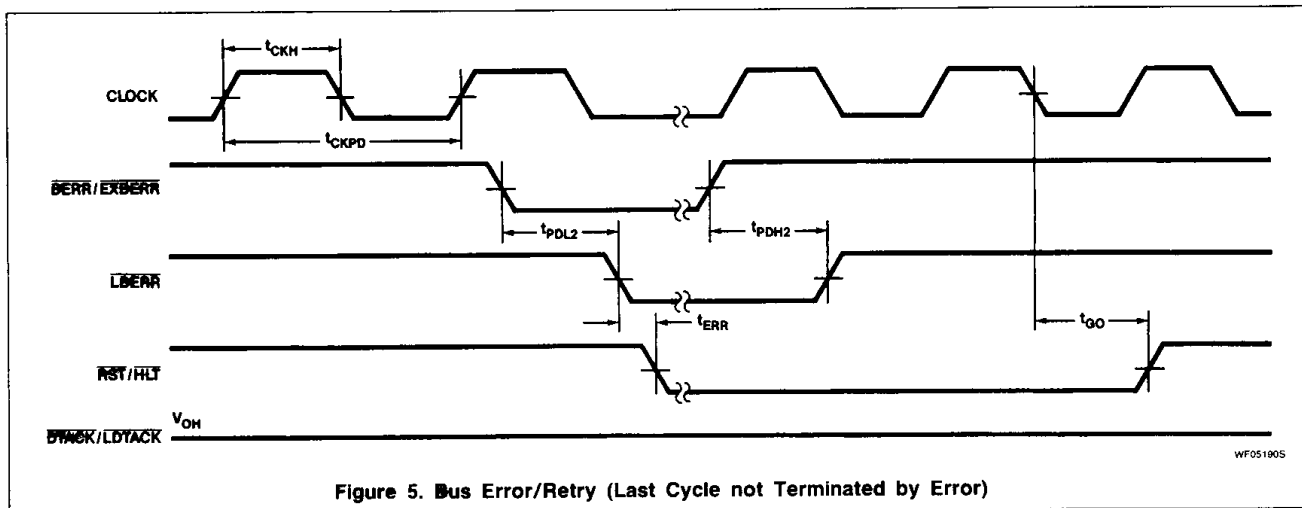 tCKH
CLOCK
tCKPD
BERR/EXBERR
tPDL2
tPDH2
LBERR
tERR
tGO
RST/HLT
VOH
DTACK/LDTACK
WF05190S
Figure 5. Bus Error/Retry (Last Cycle not Terminated by Error)